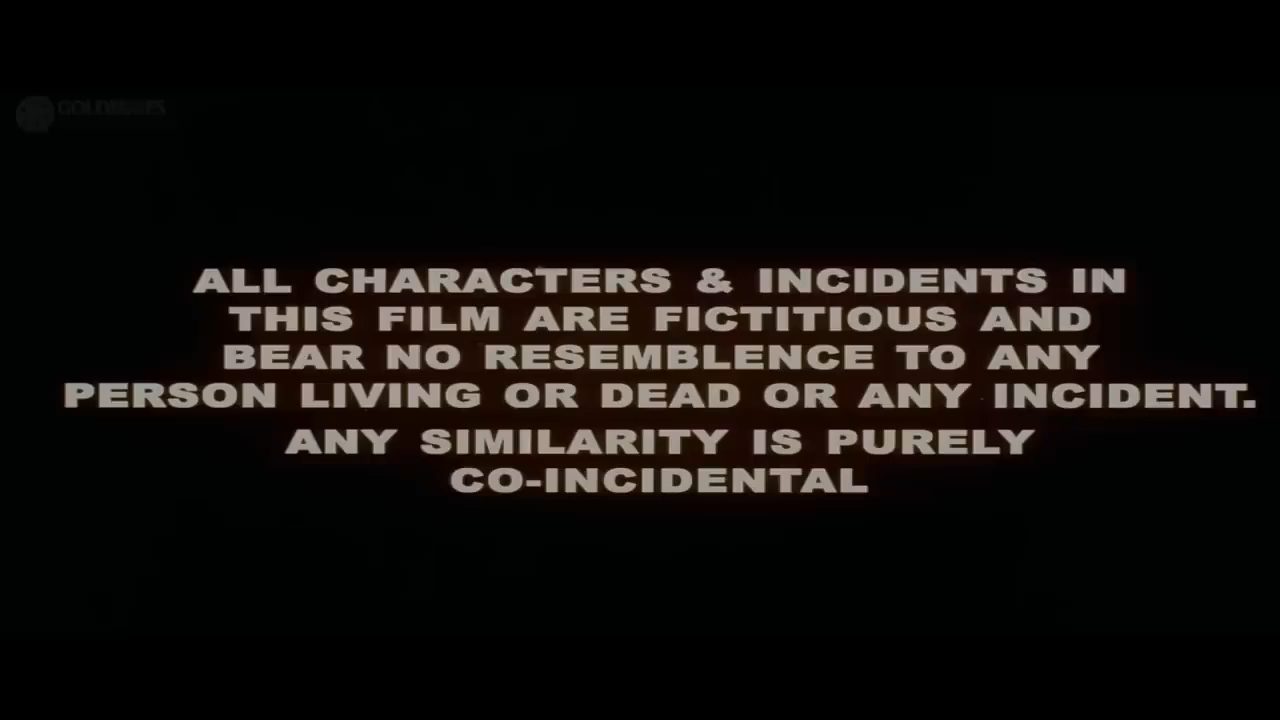 ALL CHARACTERS & INCIDENTS IN
THIS FILM ARE FICTITIOUS AND
BEAR NO RESEMBLENCE TO ANY
PERSON LIVING OR DEAD OR ANY INCIDENT.
ANY SIMILARITY IS PURELY
CO-INCIDENTAL